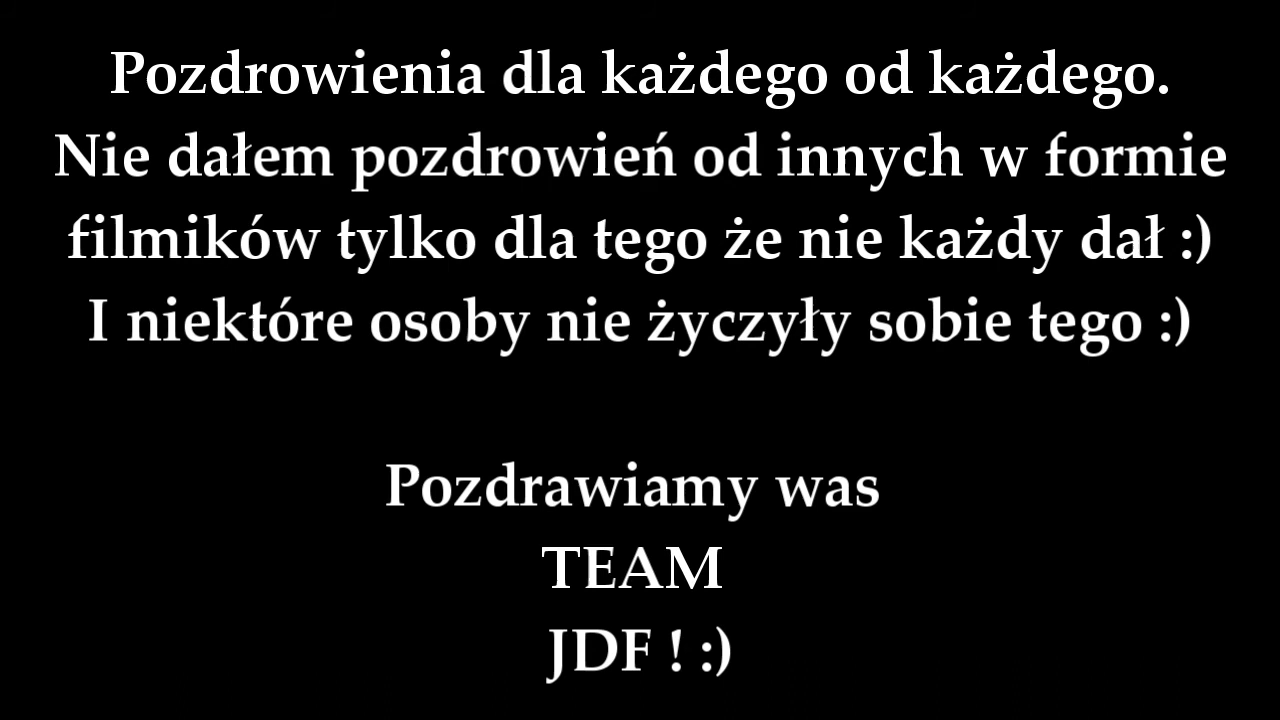 Pozdrowienia dla każdego od każdego.
Nie dałem pozdrowień od innych w formie
filmików tylko dla tego że nie każdy dał :)
I niektóre osoby nie życzyły sobie tego :)
Pozdrawiamy was
TEAM
JDF ! :)